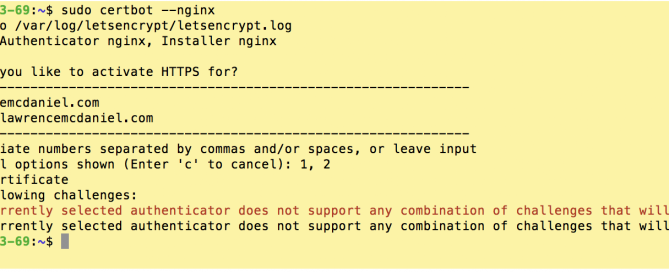 3-69:~$ sudo certbot --nginx
o /var/log/letsencrypt/letsencrypt.log
Authenticator nginx, Installer nginx
you like to activate HTTPS for?
-------------------------------------------------------------
emcdaniel.com
lawrencemcdaniel.com
-------------------------------------------------------------
iate numbers separated by commas and/or spaces, or leave input
l options shown (Enter 'c' to cancel): 1, 2
rtificate
lowing challenges:
rrently selected authenticator does not support any combination of challenges that will
rrently selected authenticator does not support any combination of challenges that will
3-69:~$